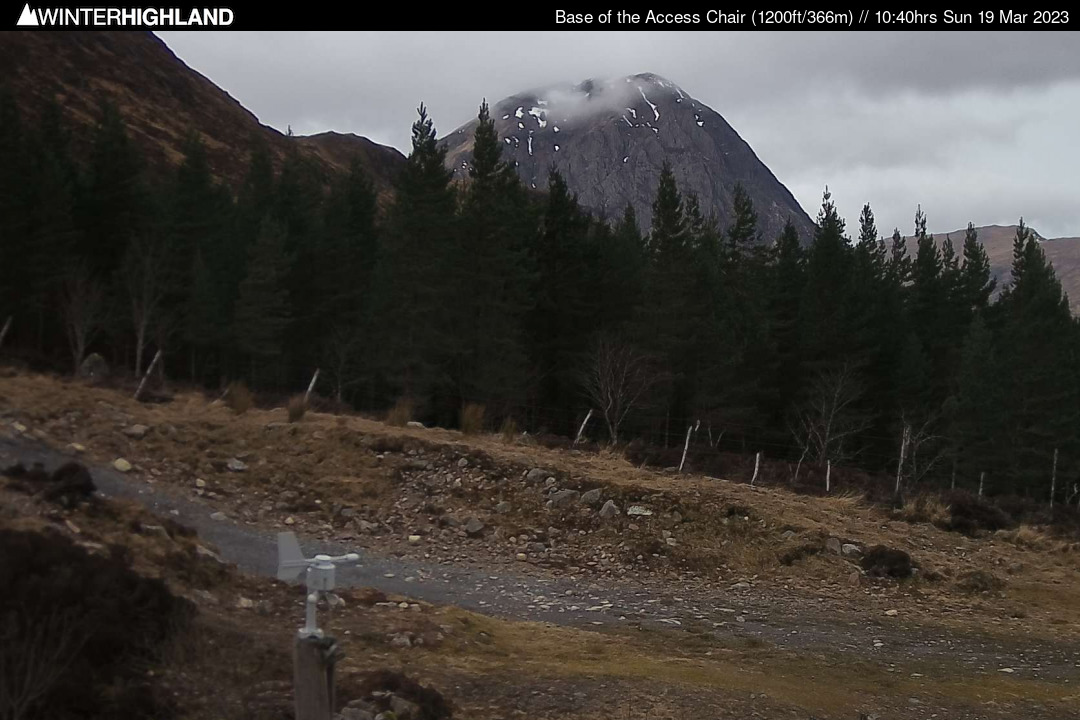 WINTERHIGHLAND
Base of the Access Chair (1200ft/366m) // 10:40hrs Sun 19 Mar 2023